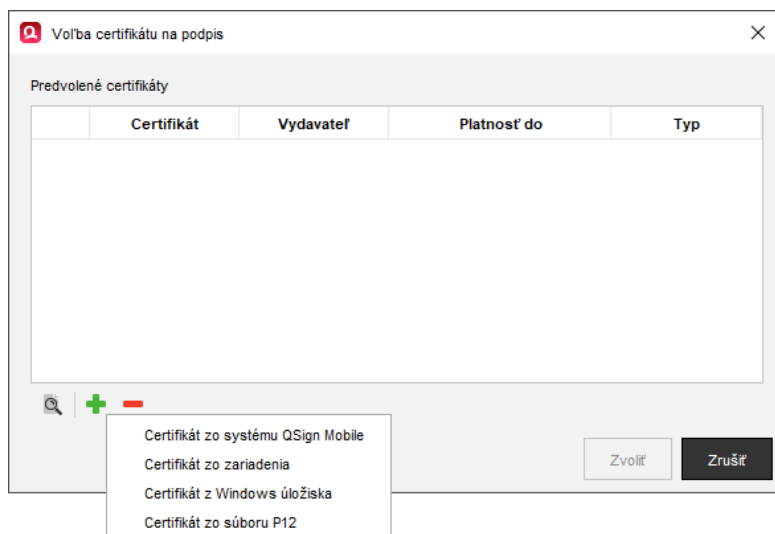 Voľba certifikátu na podpis
Predvolené certifikáty
Certifikát Vydavateľ Platnosť do Typ
Certifikát zo systému QSign Mobile
Certifikát zo zariadenia
Certifikát z Windows úložiska
Certifikát zo súboru P12
Zvoliť Zrušiť